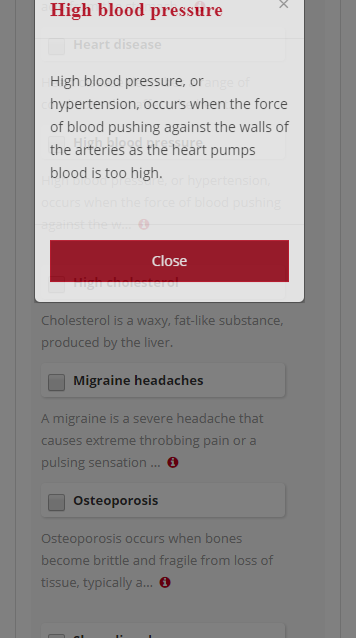 High blood pressure
×
Heart disease
High blood pressure, or
hypertension, occurs when the force
of blood pushing against the walls of
the arteries as the heart pumps
blood is too high.
High blood pressure
High blood pressure, or hypertension,
occurs when the force of blood pushing
against the w...
Close
High cholesterol
Cholesterol is a waxy, fat-like substance,
produced by the liver.
Migraine headaches
A migraine is a severe headache that
causes extreme throbbing pain or a
pulsing sensation ...
Osteoporosis
Osteoporosis occurs when bones
become brittle and fragile from loss of
tissue, typically a...